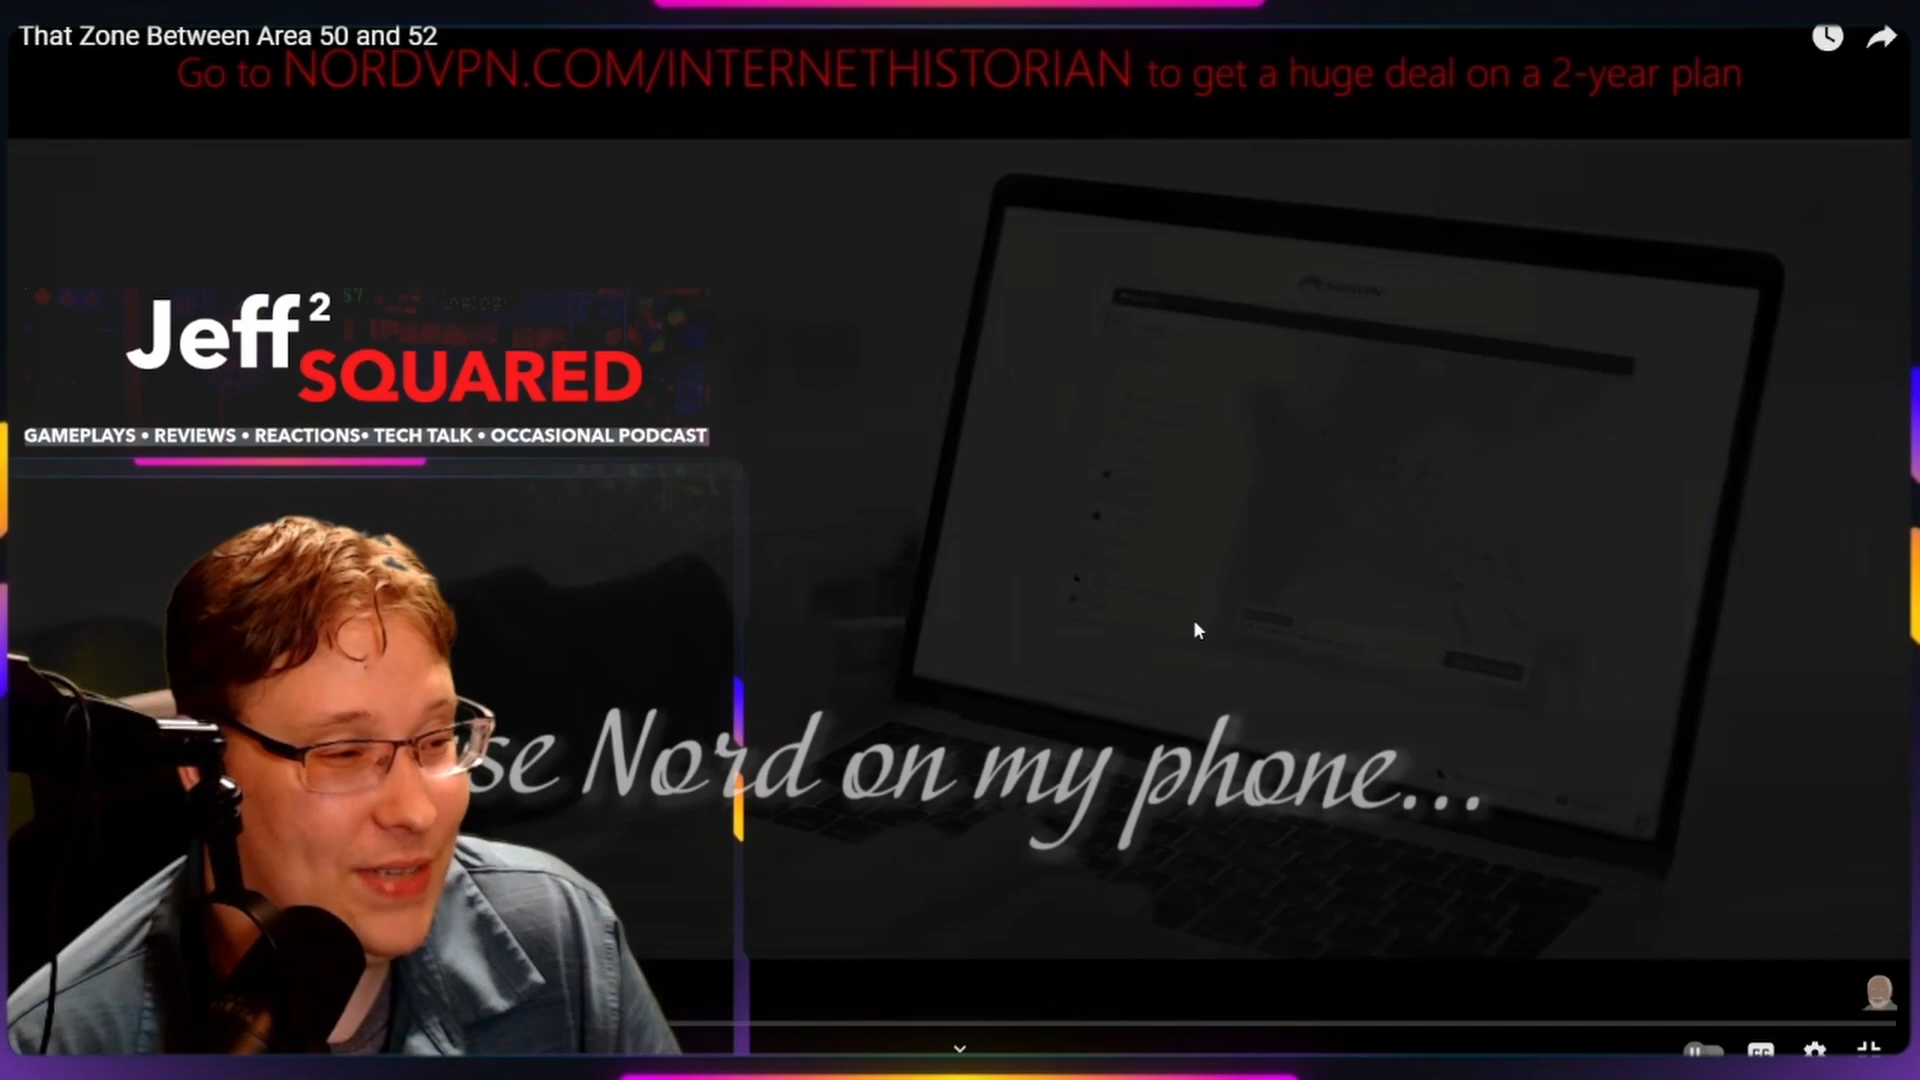 That Zone Between Area 50 and 52
Go to NORDVPN.COM/INTERNETHISTORIAN to get a huge deal on a 2-year plan
Jeff²
SQUARED
GAMEPLAYS • REVIEWS • REACTIONS• TECH TALK • OCCASIONAL PODCAST
se Nord on my phone...